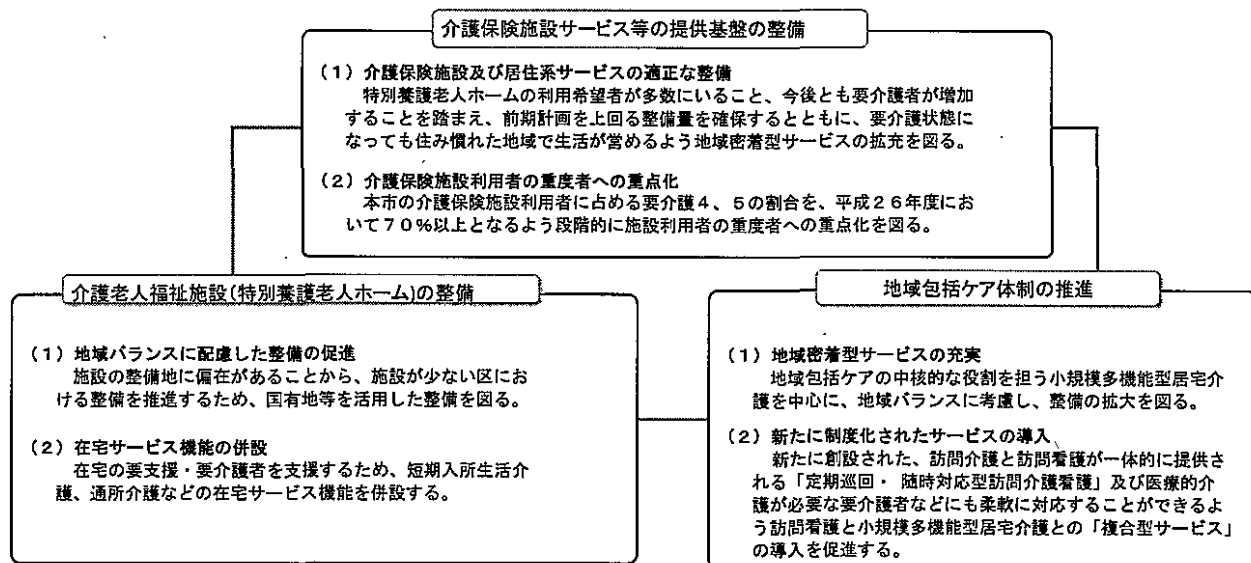 介護保険施設サービス等の提供基盤の整備
(1)介護保険施設及び居住系サービスの適正な整備
特別養護老人ホームの利用希望者が多数にいること、今後とも要介護者が増加
することを踏まえ、前期計画を上回る整備量を確保するとともに、要介護状態に
なっても住み慣れた地域で生活が営めるよう地域密着型サービスの拡充を図る。
(2)介護保険施設利用者の重度者への重点化
本市の介護保険施設利用者に占める要介護4、5の割合を、平成26年度にお
いて70%以上となるよう段階的に施設利用者の重度者への重点化を図る。
介護老人福祉施設(特別養護老人ホーム)の整備
(1)地域バランスに配慮した整備の促進
施設の整備地に偏在があることから、施設が少ない区にお
ける整備を推進するため、国有地等を活用した整備を図る。
(2)在宅サービス機能の併設
在宅の要支援・要介護者を支援するため、短期入所生活介
護、通所介護などの在宅サービス機能を併設する。
地域包括ケア体制の推進
(1)地域密着型サービスの充実
地域包括ケアの中核的な役割を担う小規模多機能型居宅介
護を中心に、地域バランスに考慮し、整備の拡大を図る。
(2)新たに制度化されたサービスの導入
新たに創設された、訪問介護と訪問看護が一体的に提供さ
れる「定期巡回・ 随時対応型訪問介護看護」及び医療的介
護が必要な要介護者などにも柔軟に対応することができるよ
う訪問看護と小規模多機能型居宅介護との「複合型サービス」
の導入を促進する。